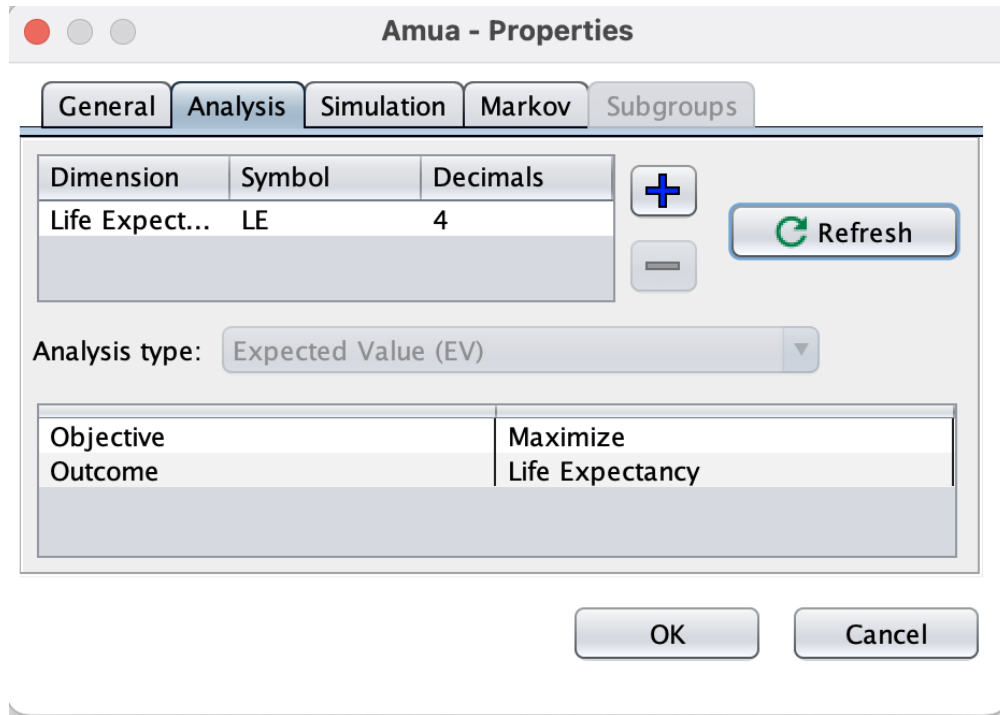 Amua - Properties
General Analysis Simulation Markov Subgroups
Dimension Symbol Decimals
Life Expect... LE 4
Refresh
Analysis type: Expected Value (EV)
Objective Maximize
Outcome Life Expectancy
OK Cancel